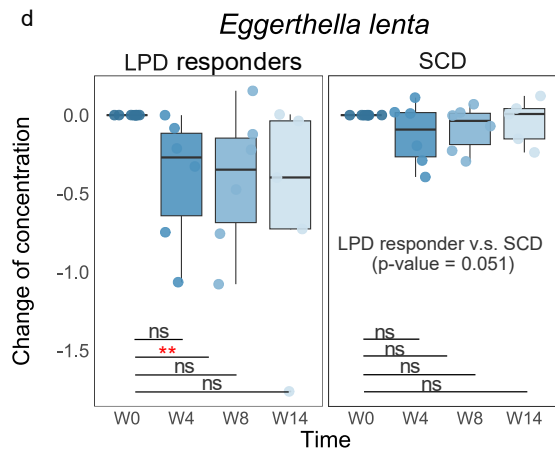 d
Eggerthella lenta
LPD responders
SCD
Change of concentration
0.0
-0.5
-1.0
-1.5
LPD responder v.s. SCD
(p-value = 0.051)
ns
**
ns
ns
ns
ns
ns
ns
W0 W4 W8 W14
W0 W4 W8 W14
Time